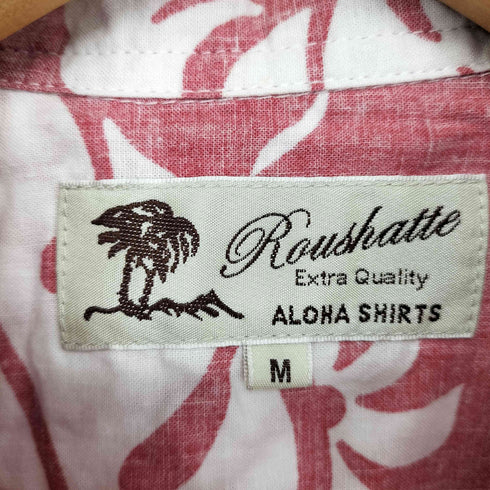 Roushatte
Extra Quality
ALOHA SHIRTS
M